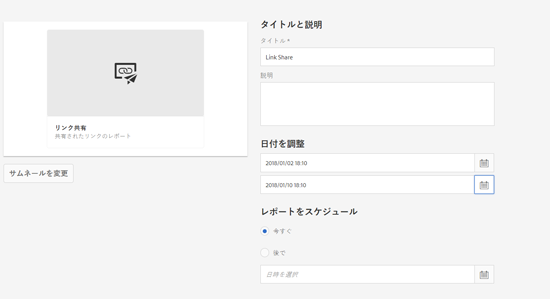 タイトルと説明
タイトル *
Link Share
説明
リンク共有
共有されたリンクのレポート
サムネールを変更
日付を調整
2018/01/02 18:10
2018/01/10 18:10
レポートをスケジュール
今すぐ
後で
日時を選択